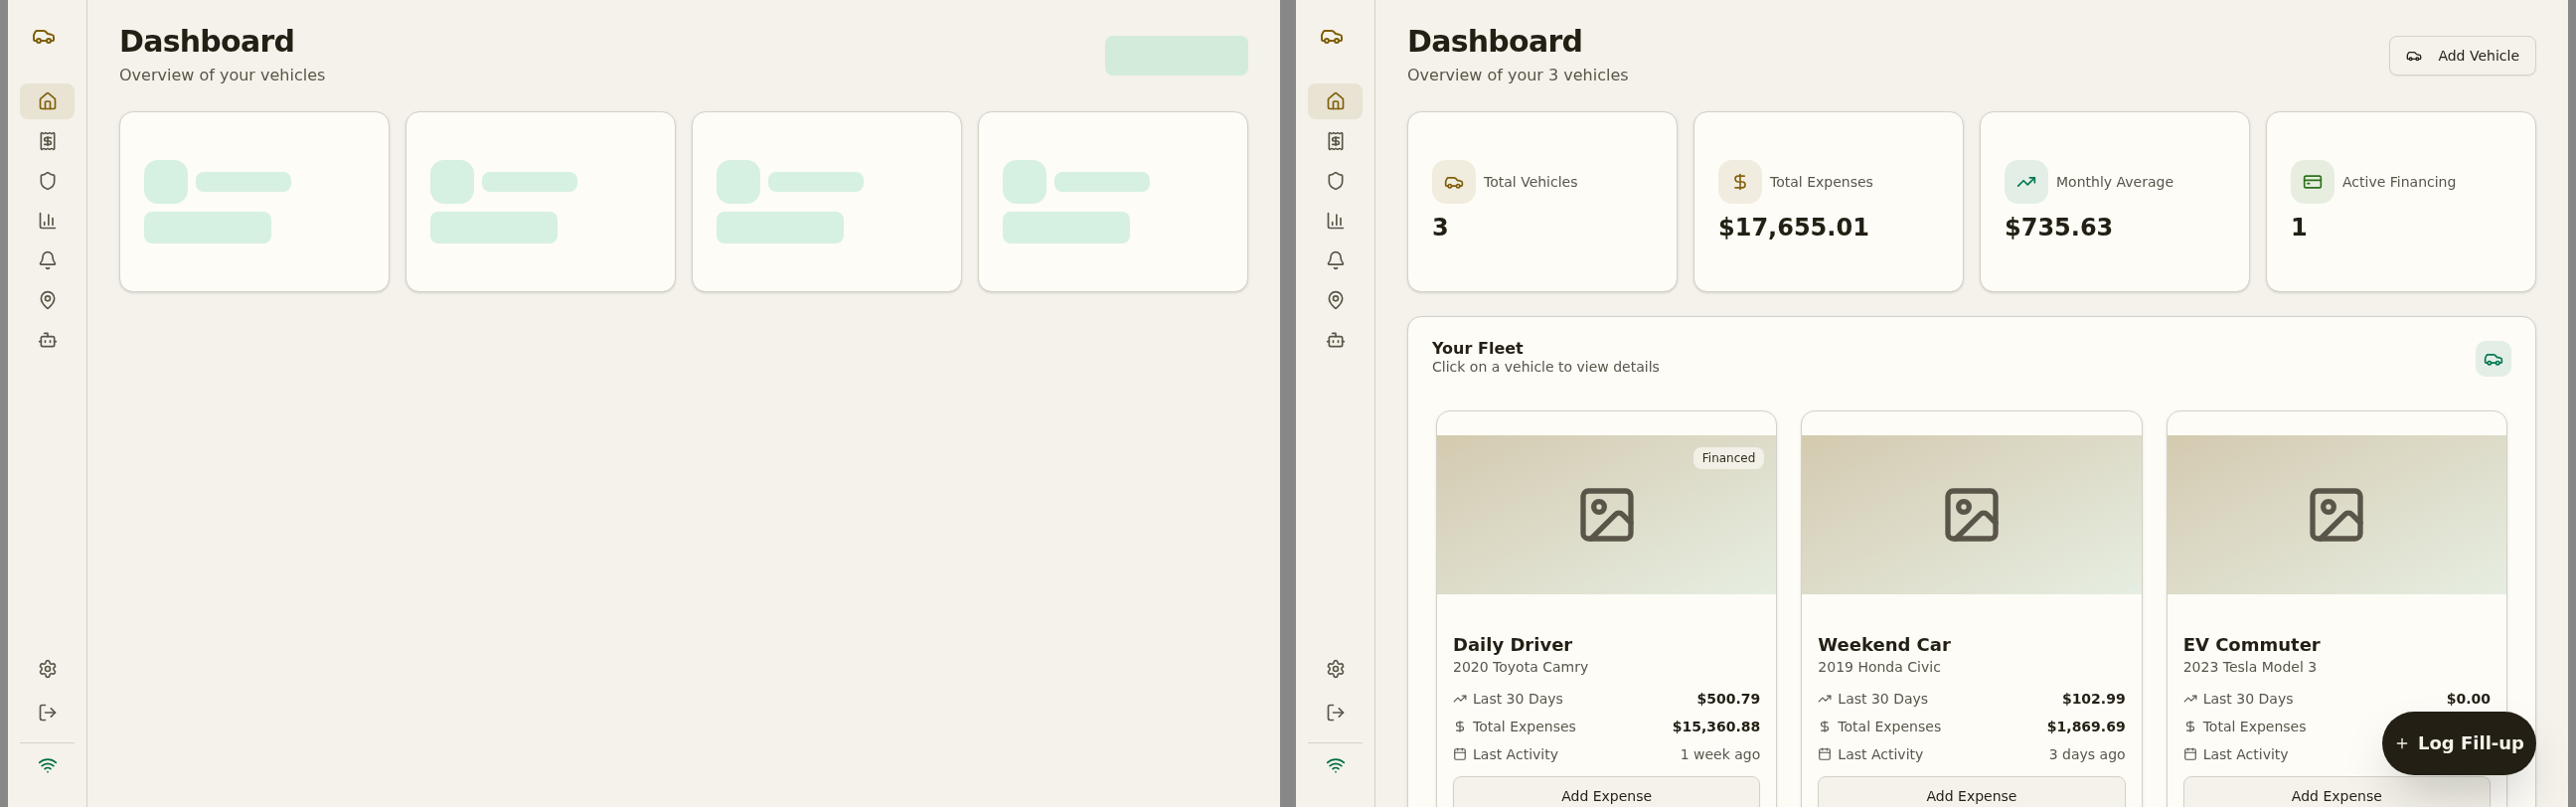 Dashboard
Overview of your vehicles
Dashboard
Overview of your 3 vehicles
Add Vehicle
Total Vehicles
3
Total Expenses
$17,655.01
Monthly Average
$735.63
Active Financing
1
Your Fleet
Click on a vehicle to view details
Financed
Daily Driver
2020 Toyota Camry
Last 30 Days $500.79
Total Expenses $15,360.88
Last Activity 1 week ago
Add Expense
Weekend Car
2019 Honda Civic
Last 30 Days $102.99
Total Expenses $1,869.69
Last Activity 3 days ago
Add Expense
EV Commuter
2023 Tesla Model 3
Last 30 Days $0.00
Total Expenses
Last Activity
Add Expense
+ Log Fill-up